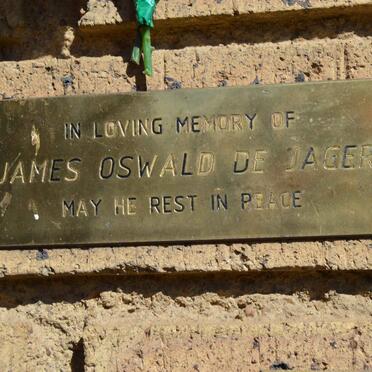 IN LOVING MEMORY OF
JAMES OSWALD DE JAGER
MAY HE REST IN PEACE